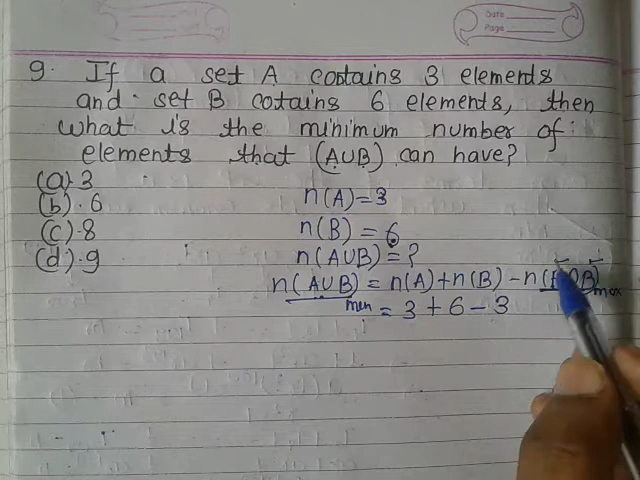 Date
Page
9. If a set A contains 3 elements
and set B cotains 6 elements, then
what is the minimum number of
elements that (A∪B) can have?
(a) 3
(b) 6
(c) 8
(d) 9
n(A)=3
n(B) = 6
n(A∪B) = ?
n(A∪B)min = n(A)+n(B) - n(A∩B)max
= 3 + 6 - 3